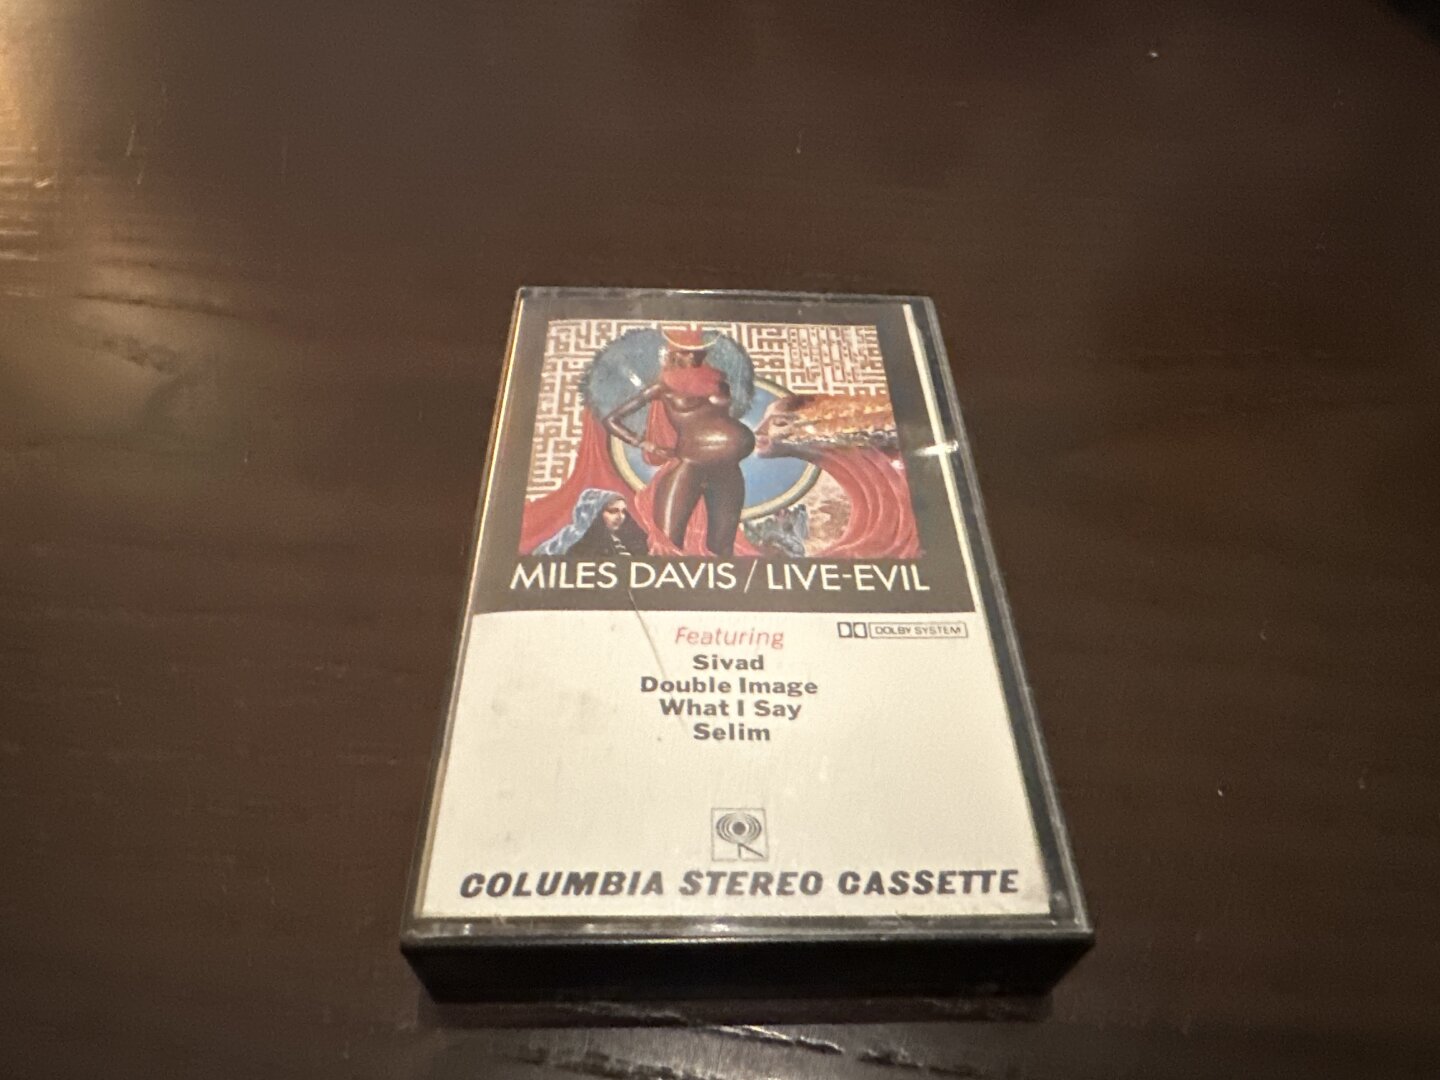 MILES DAVIS / LIVE-EVIL
Featuring
DOLBY SYSTEM
Sivad
Double Image
What I Say
Selim
COLUMBIA STEREO CASSETTE